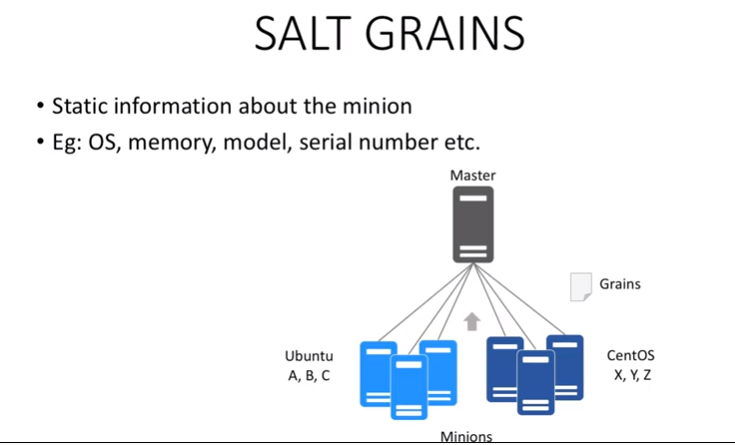 SALT GRAINS
• Static information about the minion
• Eg: OS, memory, model, serial number etc.
Master
Grains
Ubuntu
A, B, C
CentOS
X, Y, Z
Minions